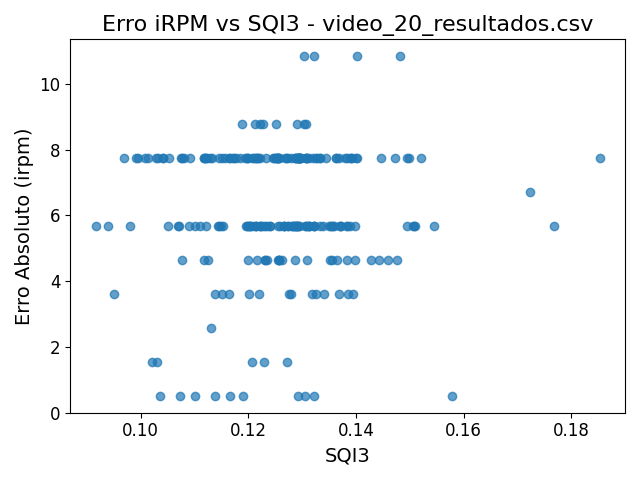 Erro iRPM vs SQI3 - video_20_resultados.csv
Erro Absoluto (irpm)
10
8
6
4
2
0
0.10 0.12 0.14 0.16 0.18
SQI3